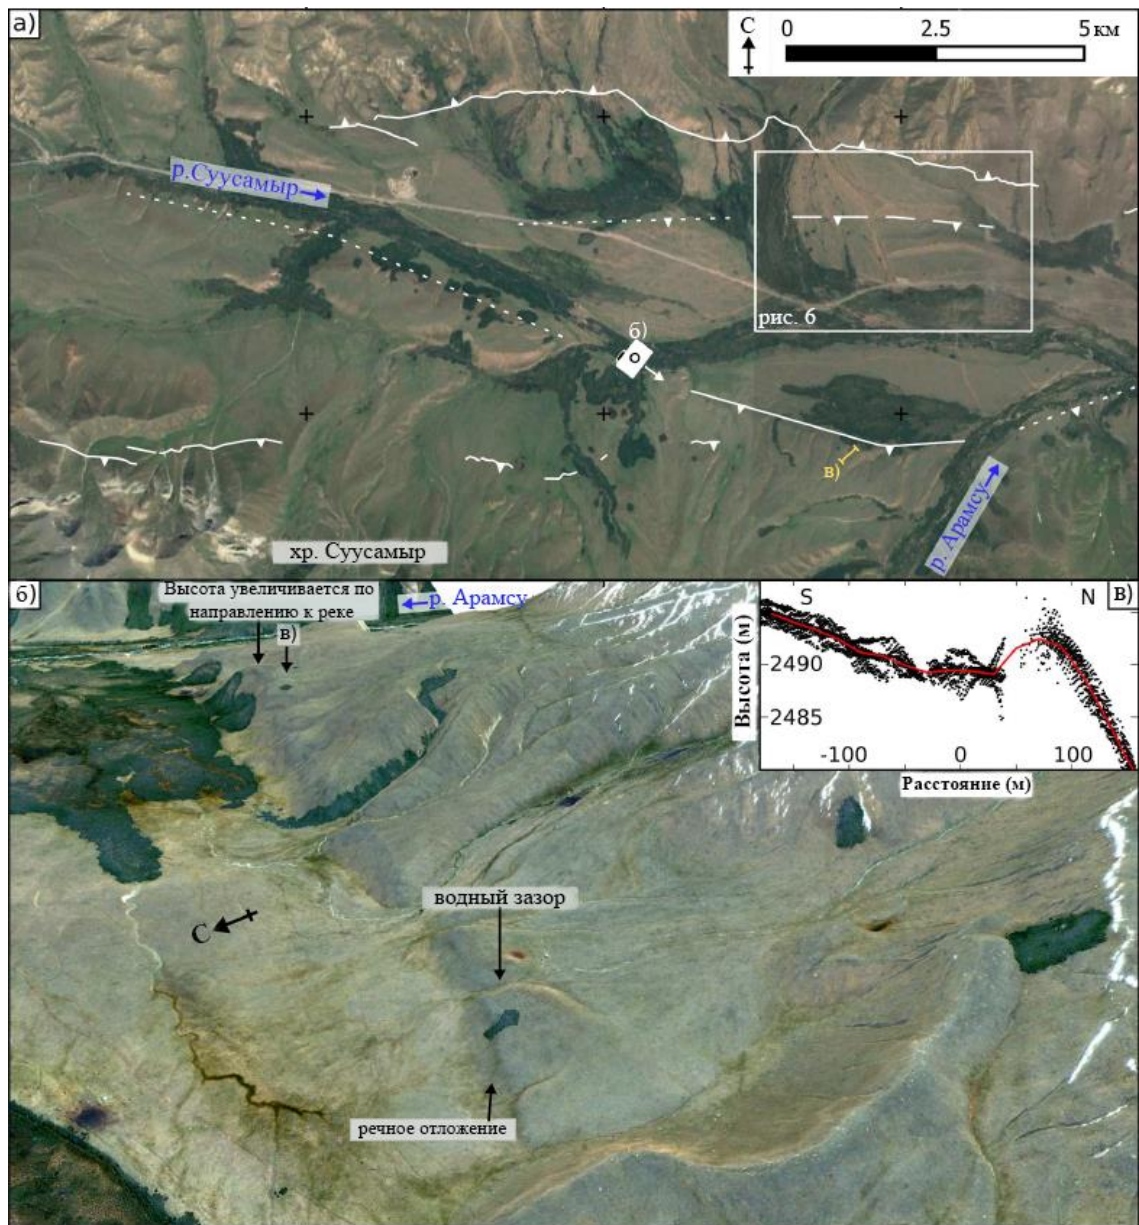 а)
С
0 2.5 5 км
р.Суусамыр
рис. 6
б)
в)
р. Арамсу
хр. Суусамыр
б)
Высота увеличивается по
направлению к реке
в)
р. Арамсу
С
водный зазор
речное отложение
в)
S N
Высота (м)
2490
2485
-100 0 100
Расстояние (м)